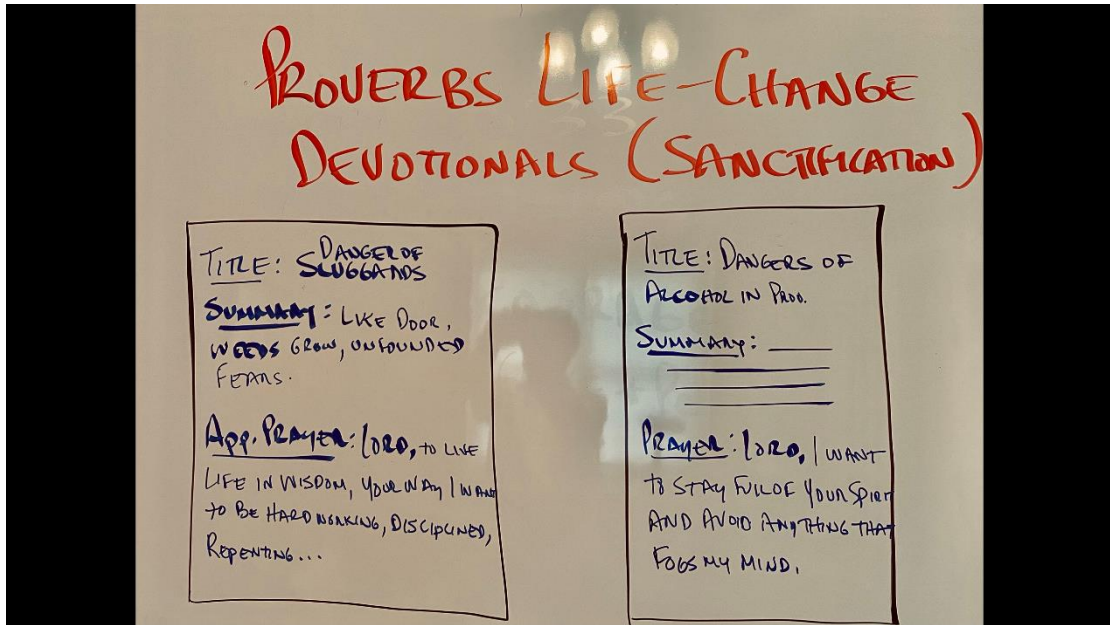 PROVERBS LIFE-CHANGE
DEVOTIONALS (SANCTIFICATION)
TITLE: DANGER OF
SLUGGARDS
SUMMARY: LIKE DOOR,
WEEDS GROW, UNFOUNDED
FEARS.
App. PRAYER: LORD, TO LIVE
LIFE IN WISDOM, YOUR WAY I WANT
TO BE HARDWORKING, DISCIPLINED,
REPENTING...
TITLE: DANGERS OF
ALCOHOL IN PROV.
SUMMARY:
PRAYER: LORD, I WANT
TO STAY FULL OF YOUR SPIRIT
AND AVOID ANYTHING THAT
FOGS MY MIND.